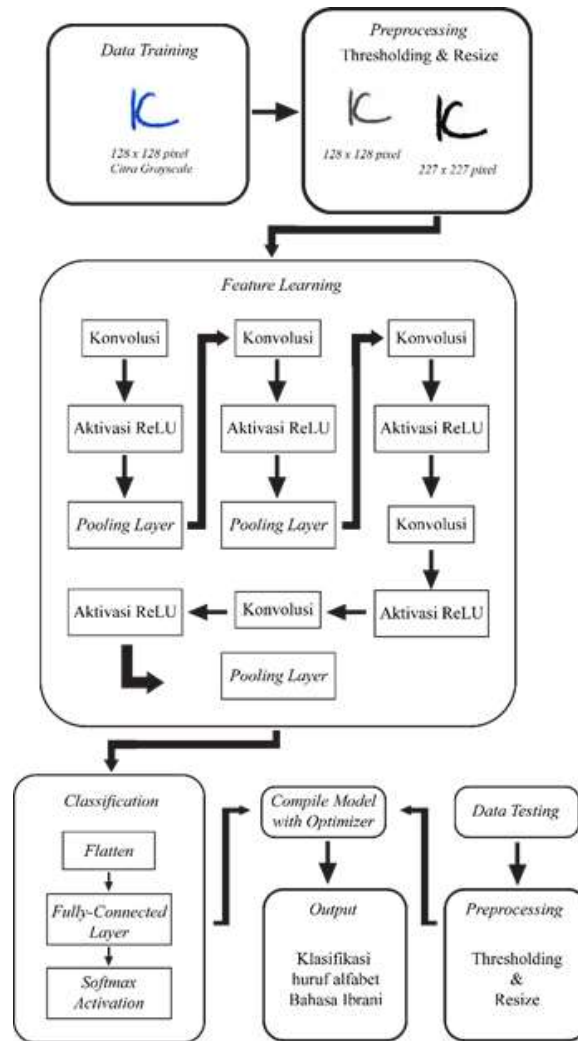 Data Training
128 x 128 pixel
Citra Grayscale
Preprocessing
Thresholding & Resize
128 x 128 pixel
227 x 227 pixel
Feature Learning
Konvolusi
Aktivasi ReLU
Pooling Layer
Konvolusi
Aktivasi ReLU
Pooling Layer
Konvolusi
Aktivasi ReLU
Konvolusi
Aktivasi ReLU
Konvolusi
Aktivasi ReLU
Pooling Layer
Classification
Flatten
Fully-Connected
Layer
Softmax
Activation
Compile Model
with Optimizer
Output
Klasifikasi
huruf alfabet
Bahasa Ibrani
Data Testing
Preprocessing
Thresholding
&
Resize